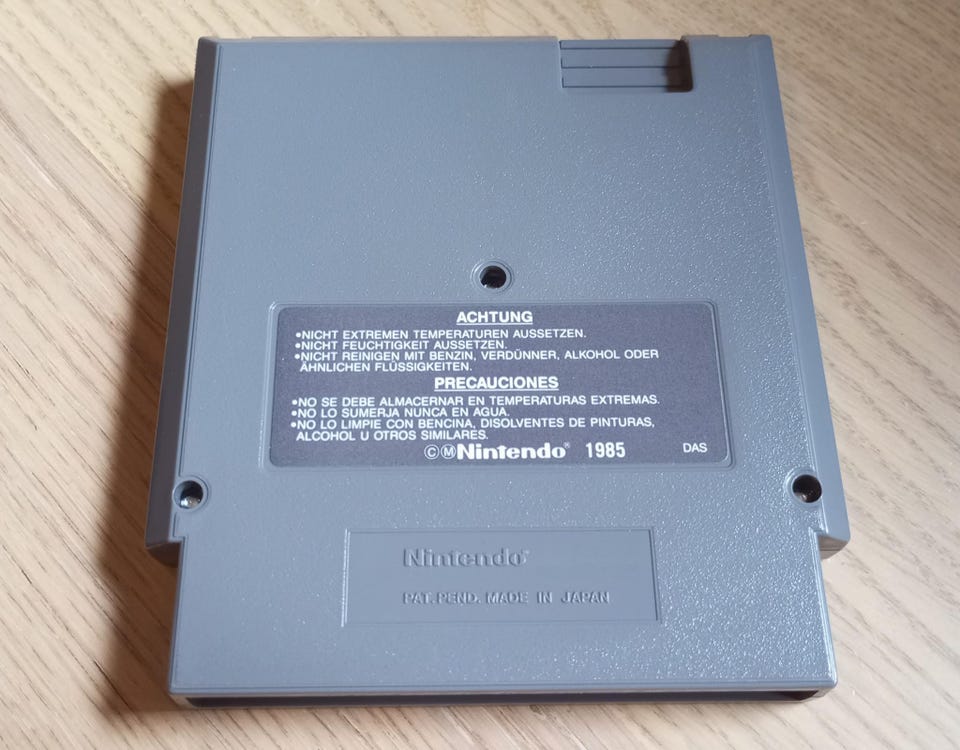 ACHTUNG
•NICHT EXTREMEN TEMPERATUREN AUSSETZEN.
•NICHT FEUCHTIGKEIT AUSSETZEN.
•NICHT REINIGEN MIT BENZIN, VERDÜNNER, ALKOHOL ODER
ÄHNLICHEN FLÜSSIGKEITEN.
PRECAUCIONES
•NO SE DEBE ALMACERNAR EN TEMPERATURAS EXTREMAS.
•NO LO SUMERJA NUNCA EN AGUA.
•NO LO LIMPIE CON BENCINA, DISOLVENTES DE PINTURAS,
ALCOHOL U OTROS SIMILARES.
©ⓂNintendo® 1985 DAS
Nintendo®
PAT. PEND. MADE IN JAPAN